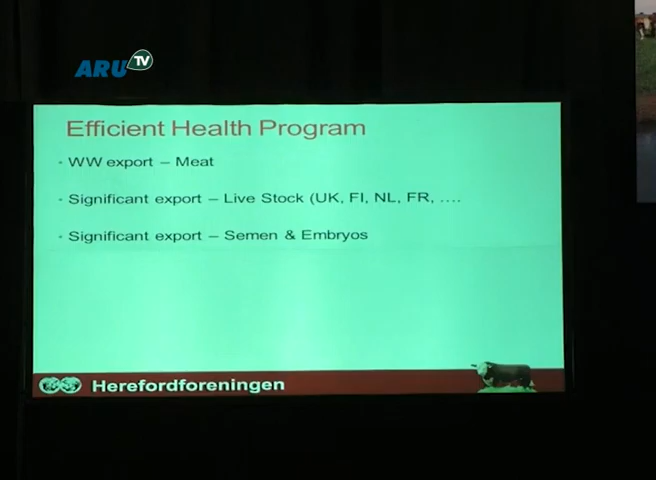 ARU TV
Efficient Health Program
- WW export – Meat
- Significant export – Live Stock (UK, FI, NL, FR, ....
- Significant export – Semen & Embryos
Herefordforeningen